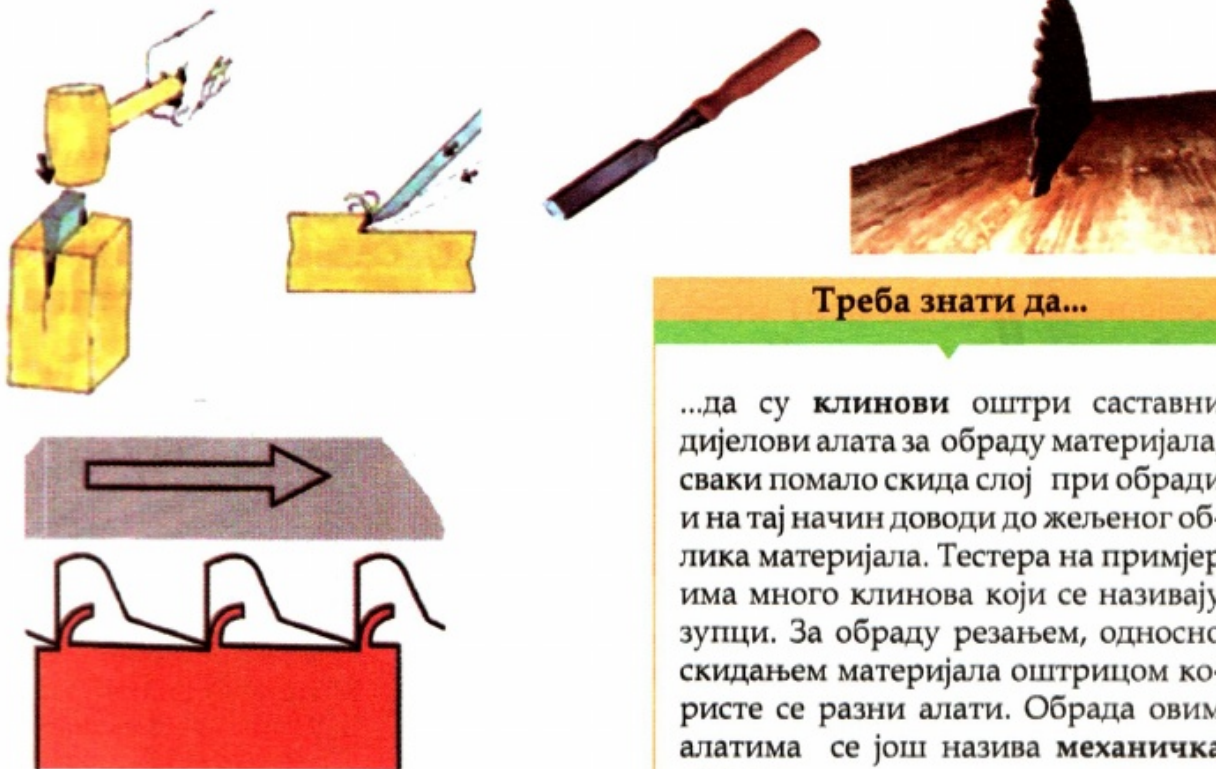 Треба знати да...
...да су клинови оштри саставни
дијелови алата за обраду материјала
сваки помало скида слој при обради
и на тај начин доводи до жељеног об-
лика материјала. Тестера на примјер
има много клинова који се називају
зупци. За обраду резањем, односно
скидањем материјала оштрицом ко-
ристе се разни алати. Обрада овим
алатима се још назива механичка